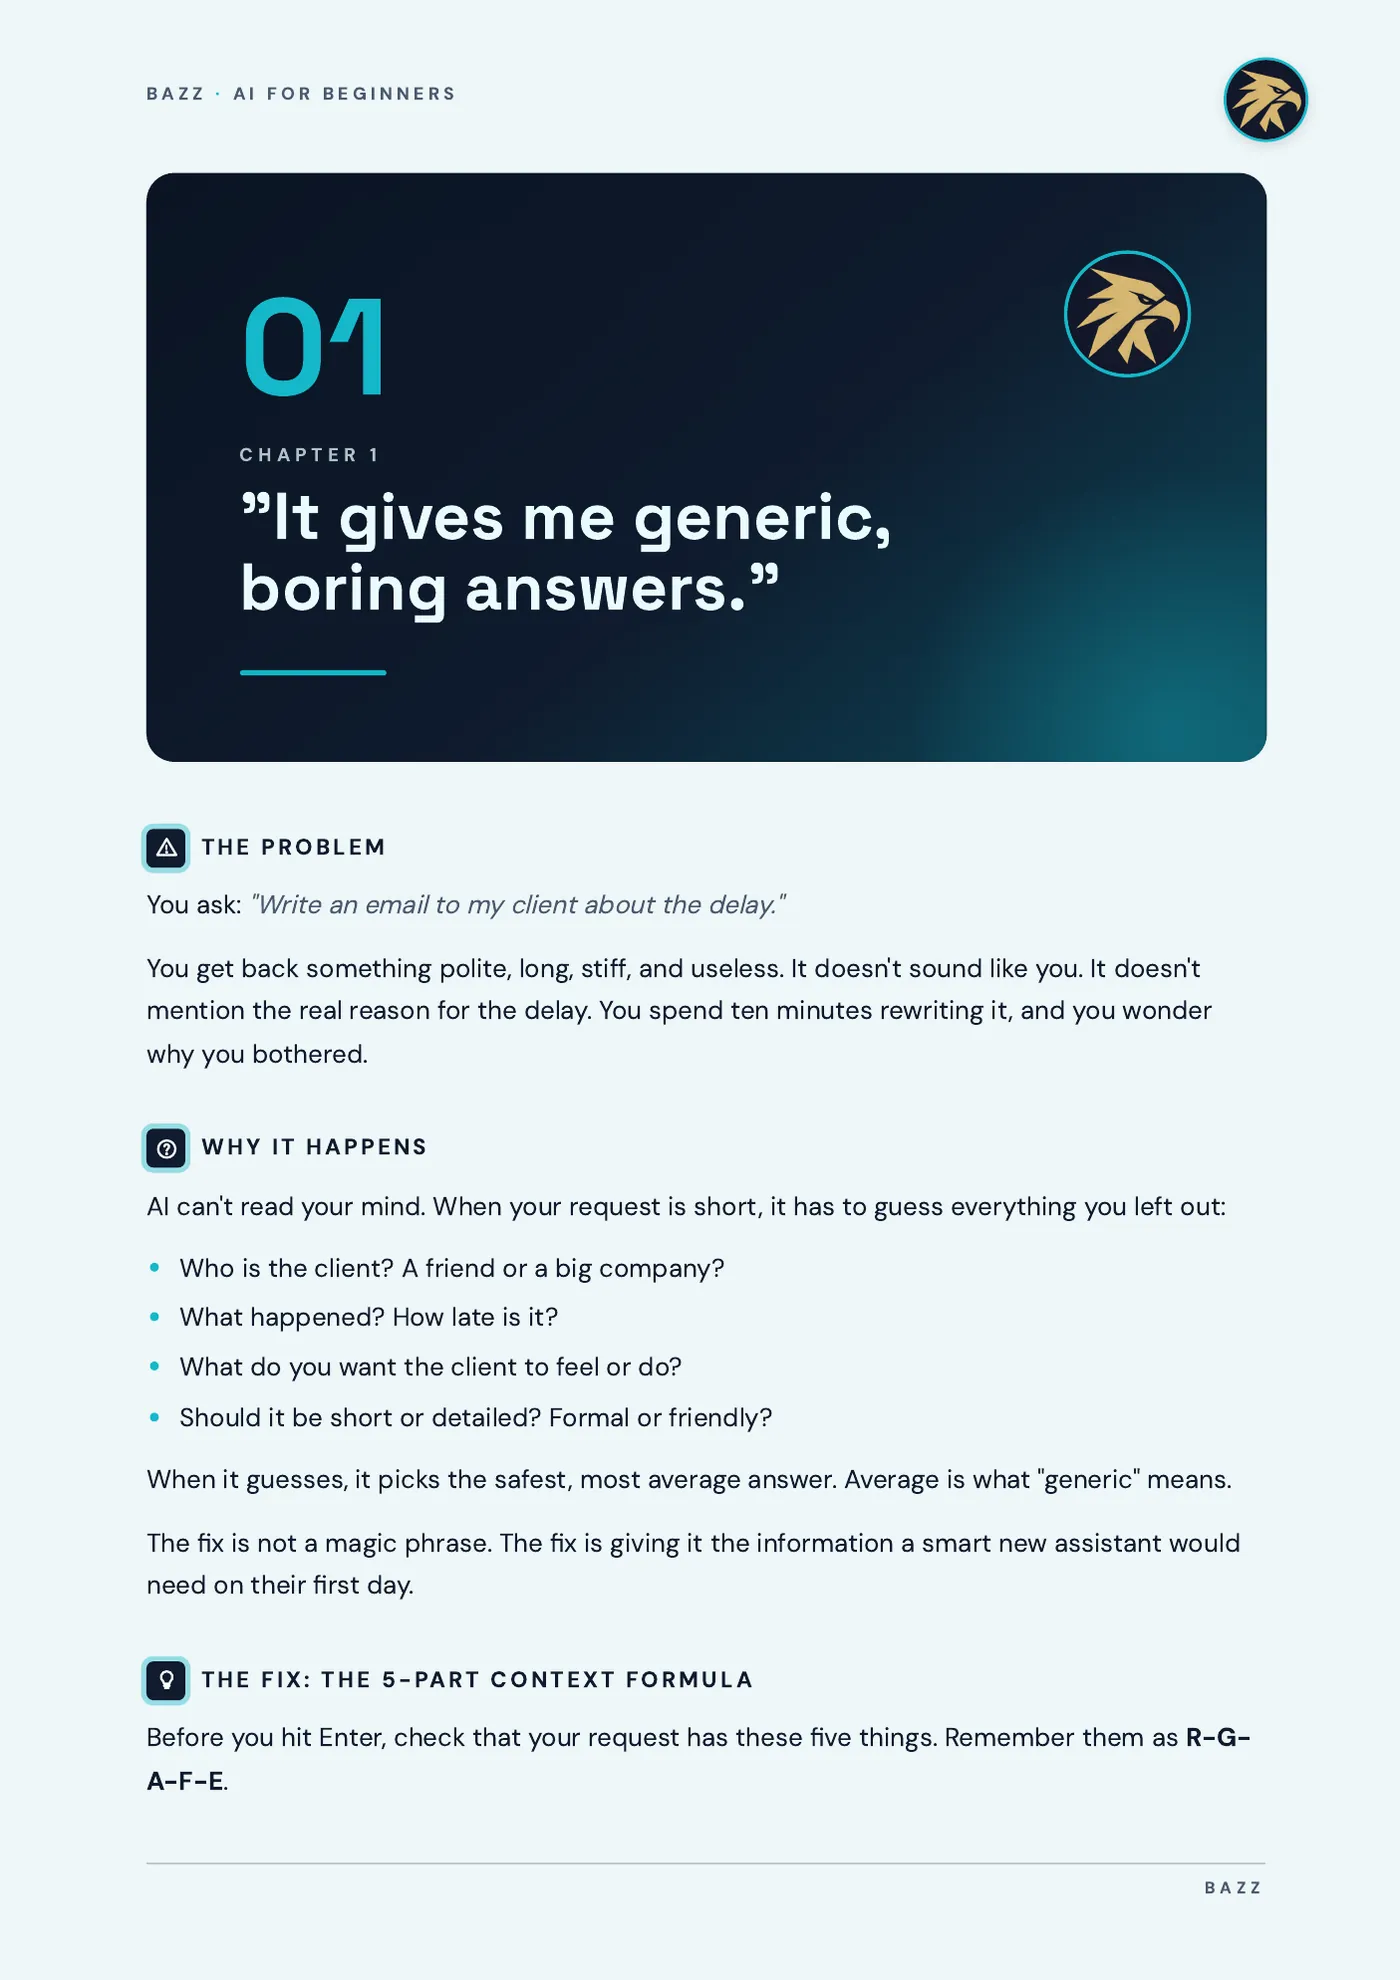 BAZZ · AI FOR BEGINNERS
01
CHAPTER 1
”It gives me generic,
boring answers.”
THE PROBLEM
You ask: "Write an email to my client about the delay."
You get back something polite, long, stiff, and useless. It doesn't sound like you. It doesn't
mention the real reason for the delay. You spend ten minutes rewriting it, and you wonder
why you bothered.
WHY IT HAPPENS
AI can't read your mind. When your request is short, it has to guess everything you left out:
• Who is the client? A friend or a big company?
• What happened? How late is it?
• What do you want the client to feel or do?
• Should it be short or detailed? Formal or friendly?
When it guesses, it picks the safest, most average answer. Average is what "generic" means.
The fix is not a magic phrase. The fix is giving it the information a smart new assistant would
need on their first day.
THE FIX: THE 5-PART CONTEXT FORMULA
Before you hit Enter, check that your request has these five things. Remember them as R-G-
A-F-E.
BAZZ